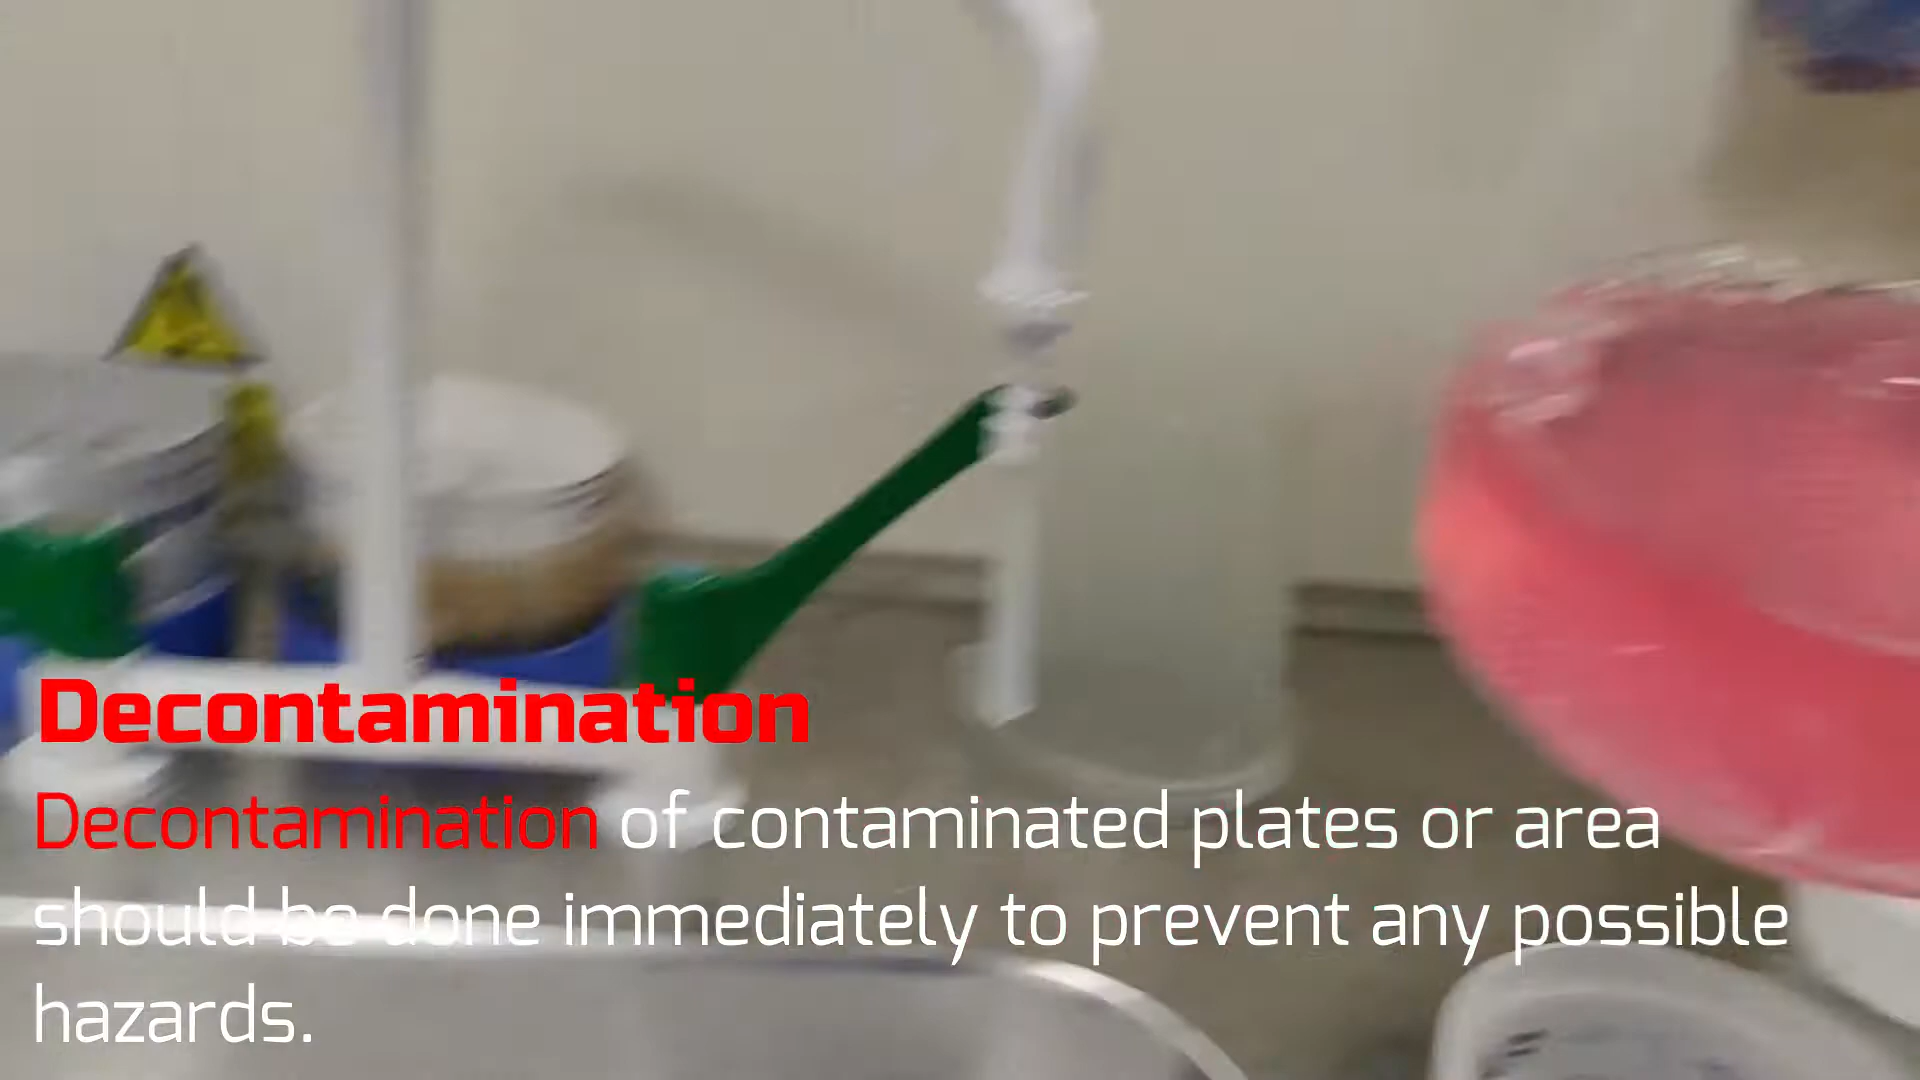 Decontamination
Decontamination of contaminated plates or area
should be done immediately to prevent any possible
hazards.